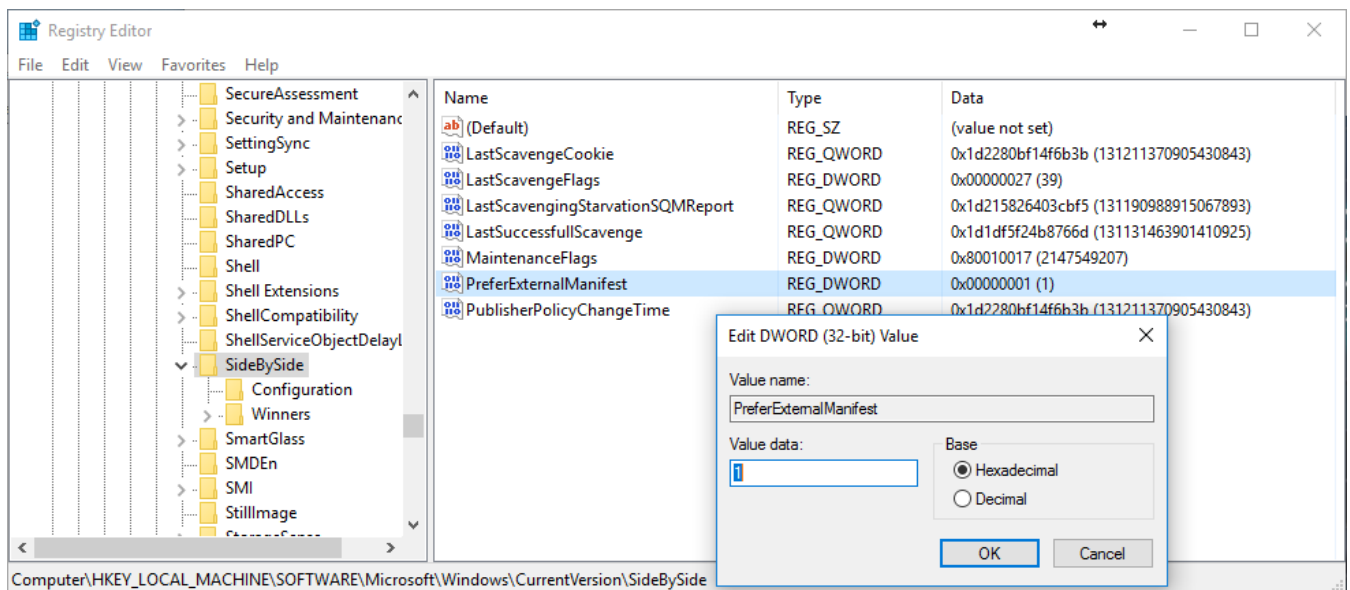 Registry Editor
File Edit View Favorites Help
SecureAssessment
Security and Maintenanc
SettingSync
Setup
SharedAccess
SharedDLLs
SharedPC
Shell
Shell Extensions
ShellCompatibility
ShellServiceObjectDelayL
SideBySide
Configuration
Winners
SmartGlass
SMDEn
SMI
StillImage
StorageSense
Name Type Data
(Default) REG_SZ (value not set)
LastScavengeCookie REG_QWORD 0x1d2280bf14f6b3b (131211370905430843)
LastScavengeFlags REG_DWORD 0x00000027 (39)
LastScavengingStarvationSQMReport REG_QWORD 0x1d215826403cbf5 (131190988915067893)
LastSuccessfullScavenge REG_QWORD 0x1d1df5f24b8766d (131131463901410925)
MaintenanceFlags REG_DWORD 0x80010017 (2147549207)
PreferExternalManifest REG_DWORD 0x00000001 (1)
PublisherPolicyChangeTime REG_QWORD 0x1d2280bf14f6b3b (131211370905430843)
Edit DWORD (32-bit) Value
Value name:
PreferExternalManifest
Value data:
1
Base
Hexadecimal
Decimal
OK Cancel
Computer\HKEY_LOCAL_MACHINE\SOFTWARE\Microsoft\Windows\CurrentVersion\SideBySide